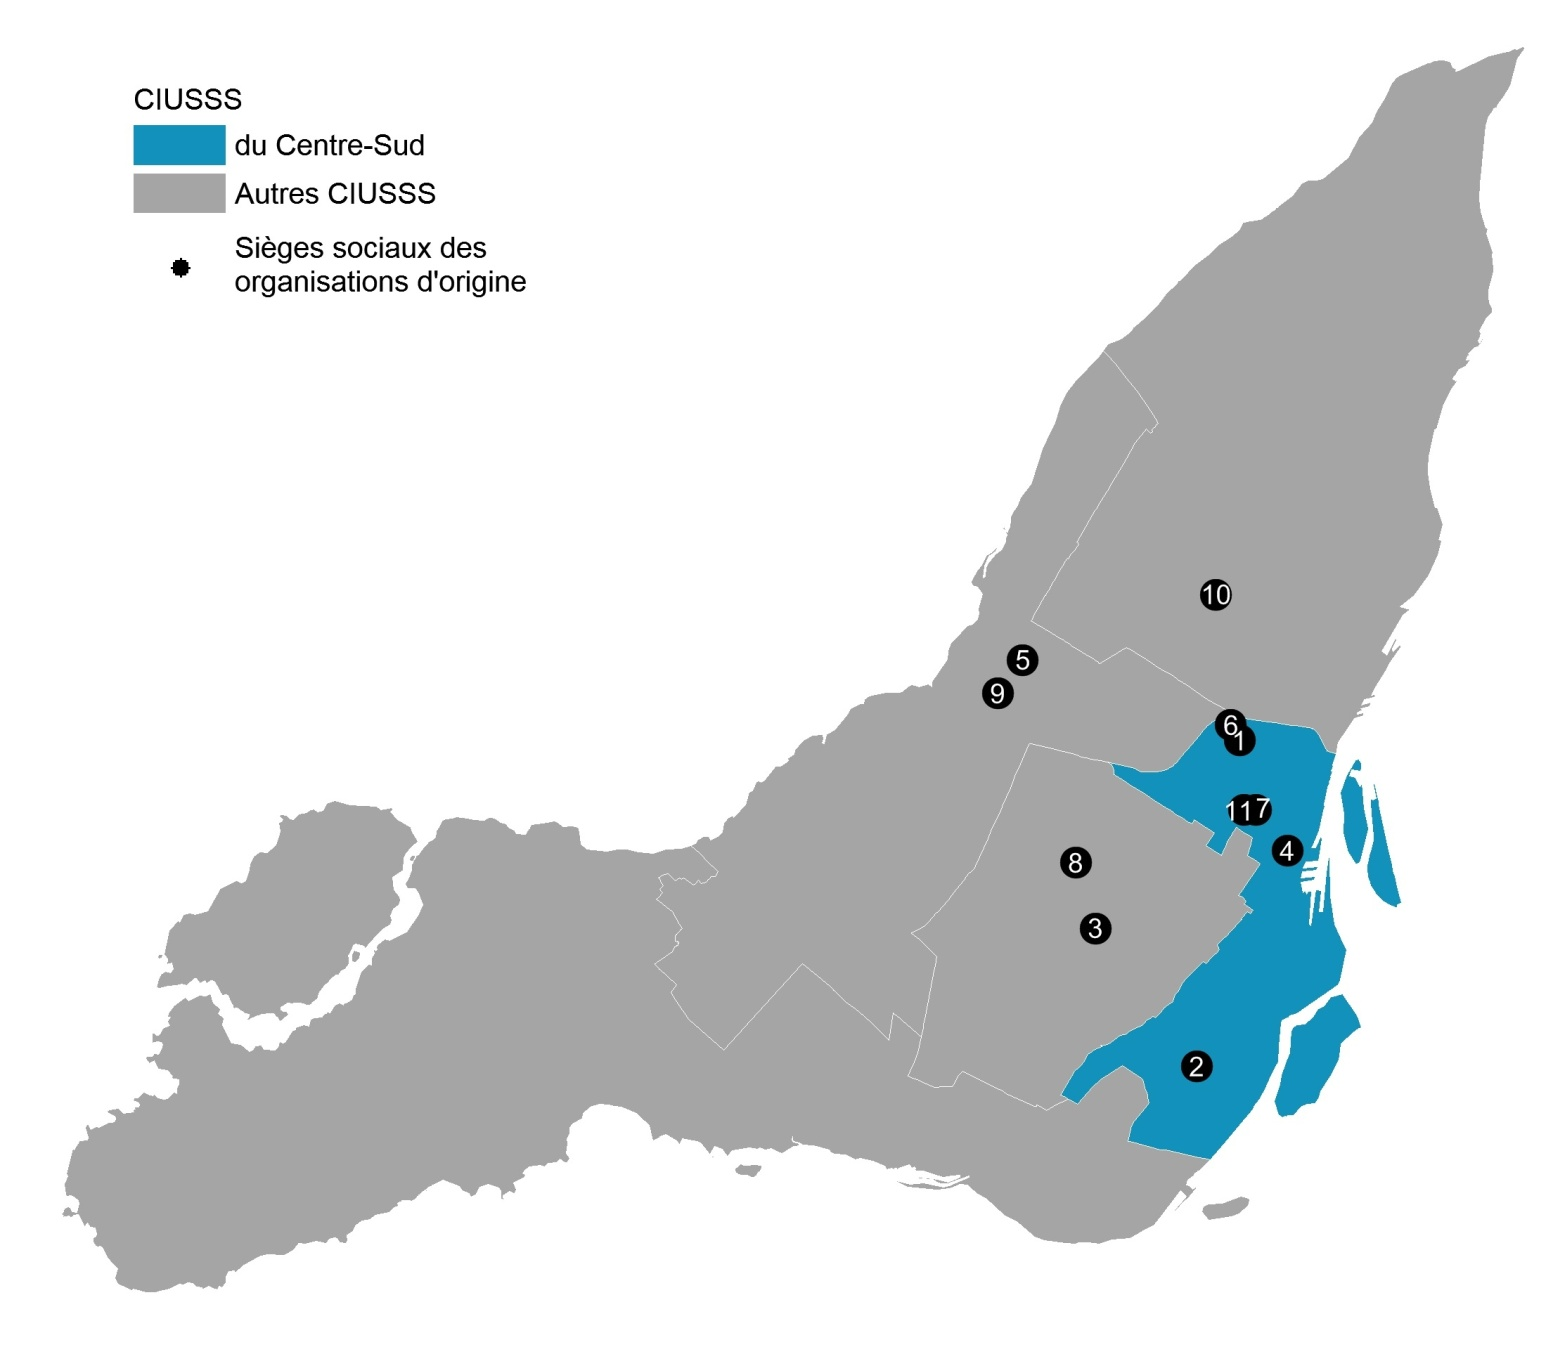 CIUSSS
du Centre-Sud
Autres CIUSSS
Sièges sociaux des
organisations d'origine
10
5
9
6
1
11 7
4
8
3
2